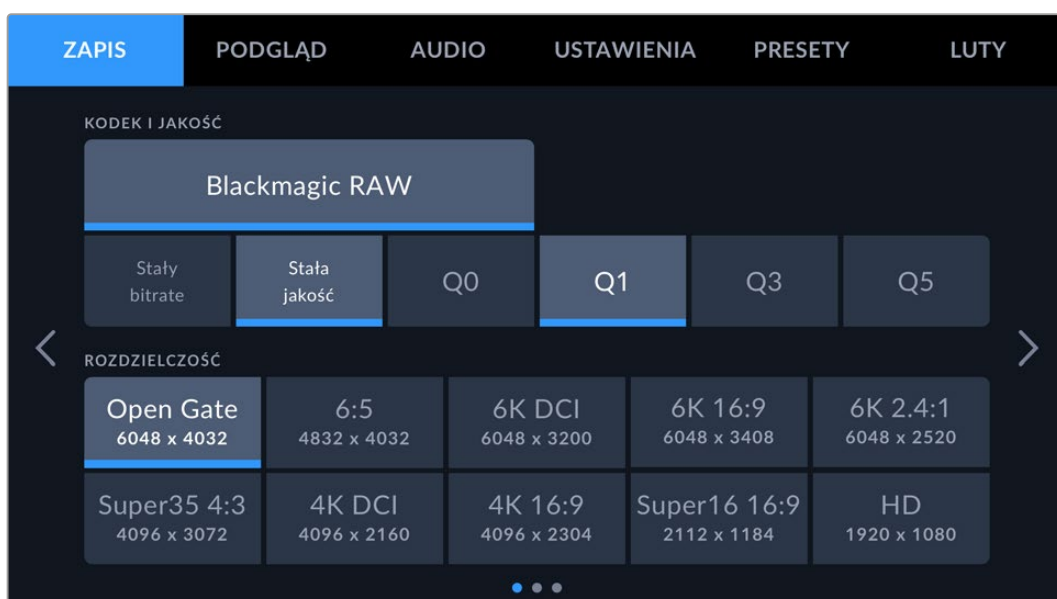 ZAPIS PODGLĄD AUDIO USTAWIENIA PRESETY LUTY
KODEK I JAKOŚĆ
Blackmagic RAW
Stały
bitrate
Stała
jakość
Q0 Q1 Q3 Q5
ROZDZIELCZOŚĆ
Open Gate 6:5 6K DCI 6K 16:9 6K 2.4:1
6048 x 4032 4832 x 4032 6048 x 3200 6048 x 3408 6048 x 2520
Super35 4:3 4K DCI 4K 16:9 Super16 16:9 HD
4096 x 3072 4096 x 2160 4096 x 2304 2112 x 1184 1920 x 1080